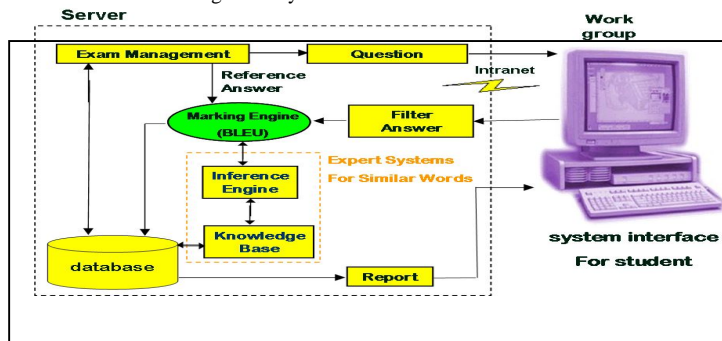 Server
Work
group
Exam Management
Question
Intranet
Reference
Answer
Marking Engine
(BLEU)
Filter
Answer
Expert Systems
For Similar Words
Inference
Engine
Knowledge
Base
database
Report
system interface
For student